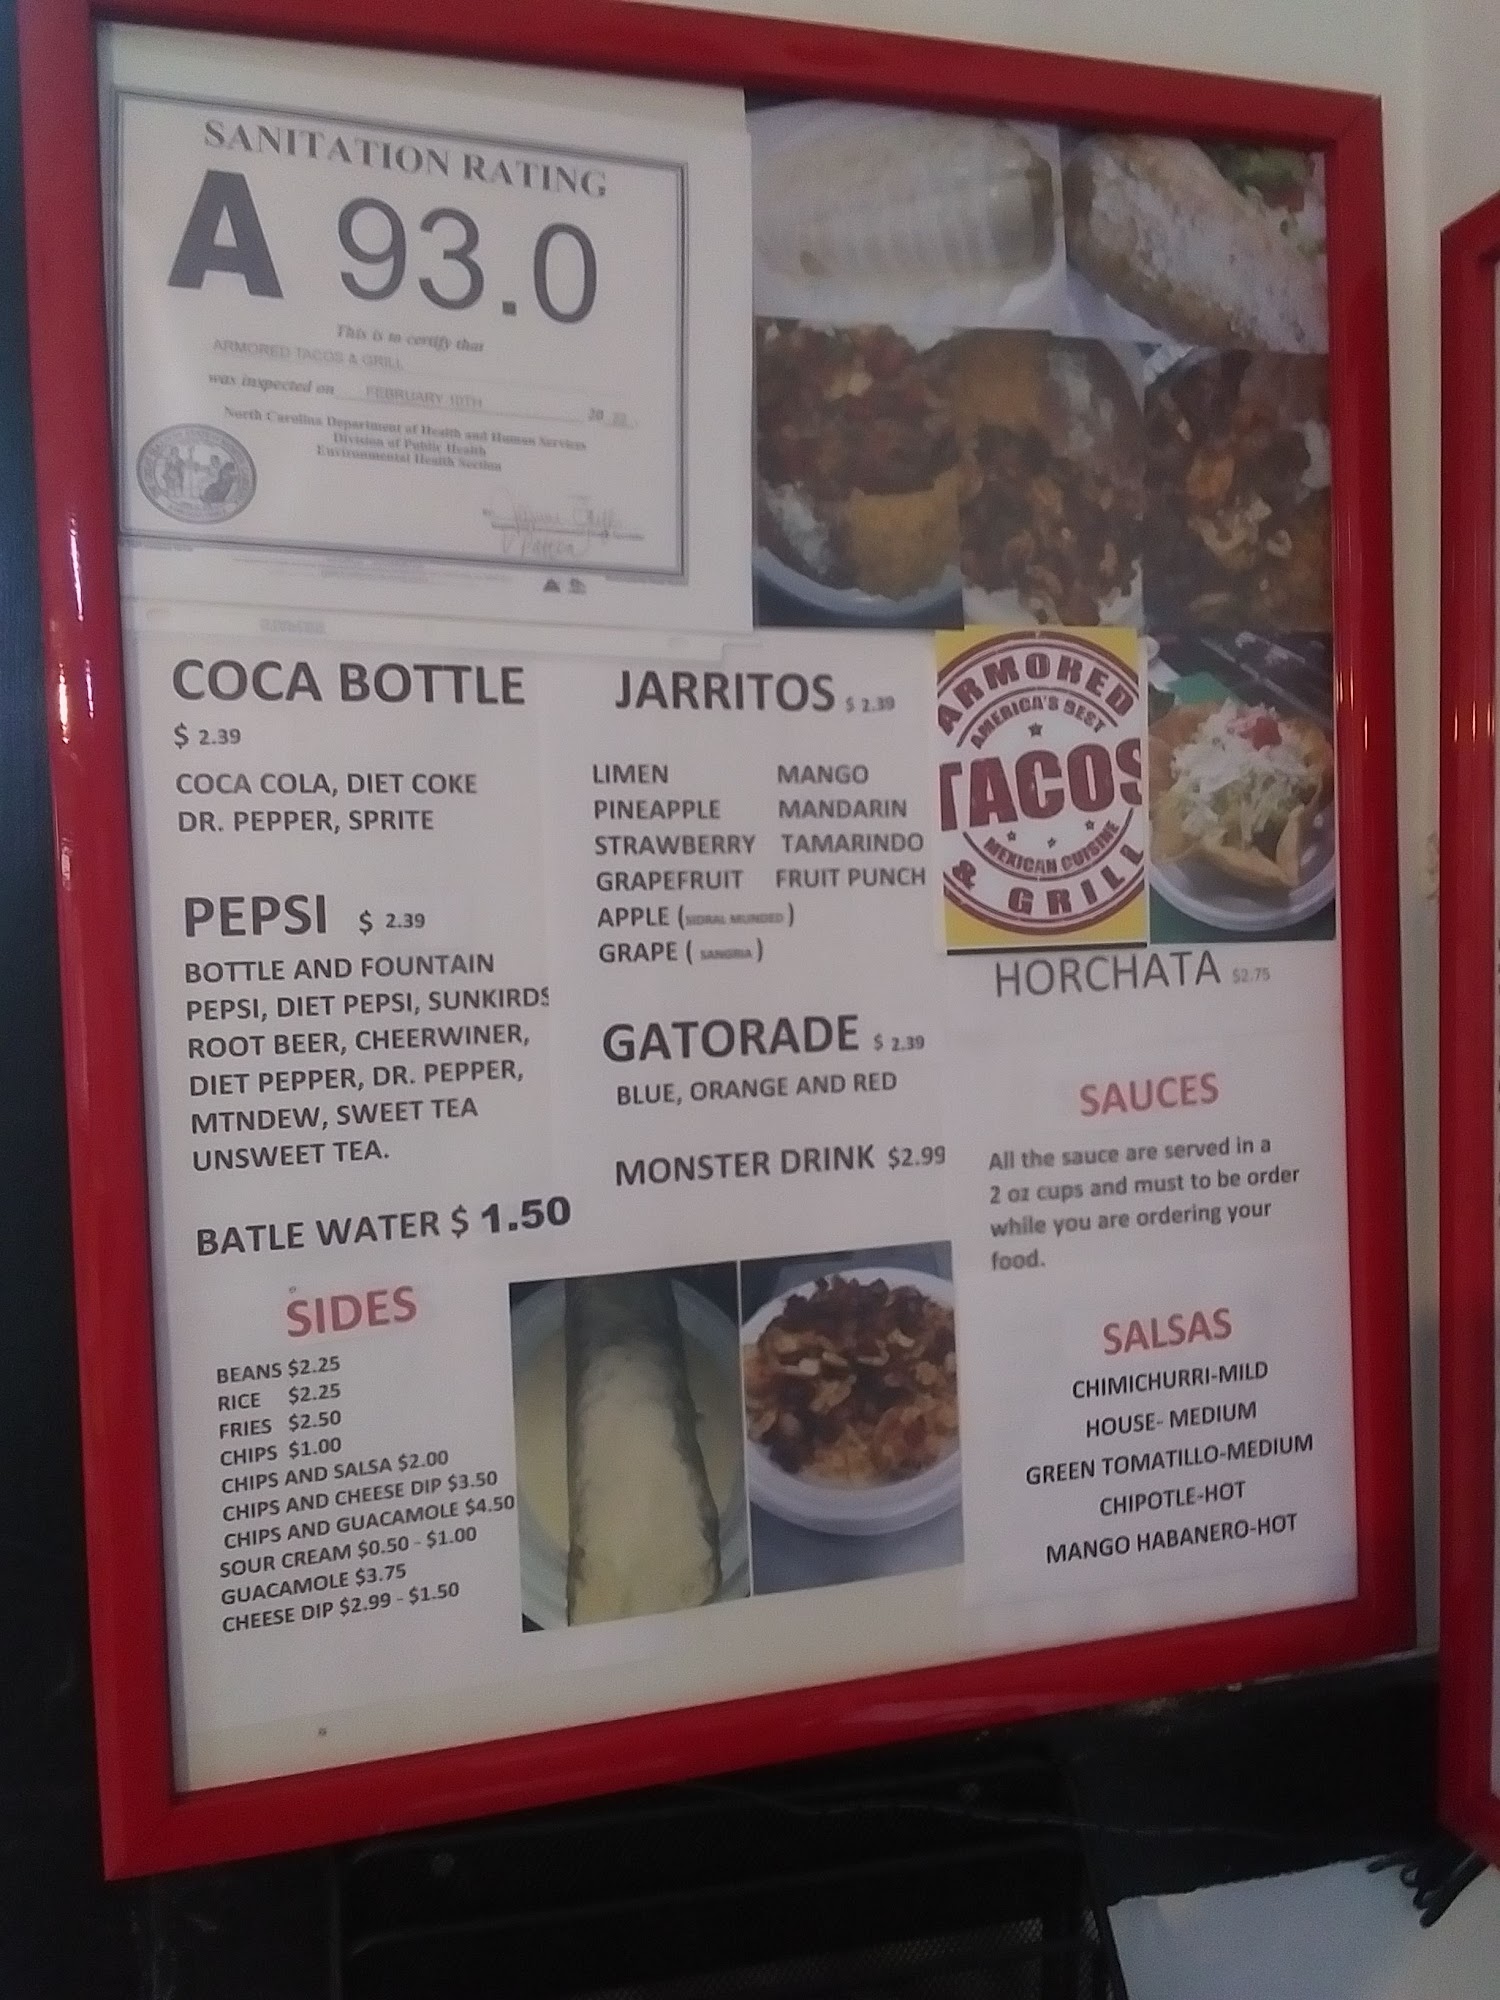 SANITATION RATING
A 93.0
This is to certify that
ARMORED TACOS & GRILL
was inspected on FEBRUARY 10TH 20
North Carolina Department of Health and Human Services
Division of Public Health
Environmental Health Section
COCA BOTTLE
$ 2.39
COCA COLA, DIET COKE
DR. PEPPER, SPRITE
PEPSI $ 2.39
BOTTLE AND FOUNTAIN
PEPSI, DIET PEPSI, SUNKIRDS
ROOT BEER, CHEERWINER,
DIET PEPPER, DR. PEPPER,
MTNDEW, SWEET TEA
UNSWEET TEA.
BATLE WATER $ 1.50
SIDES
BEANS $2.25
RICE $2.25
FRIES $2.50
CHIPS $1.00
CHIPS AND SALSA $2.00
CHIPS AND CHEESE DIP $3.50
CHIPS AND GUACAMOLE $4.50
SOUR CREAM $0.50 - $1.00
GUACAMOLE $3.75
CHEESE DIP $2.99 - $1.50
JARRITOS $ 2.39
LIMEN MANGO
PINEAPPLE MANDARIN
STRAWBERRY TAMARINDO
GRAPEFRUIT FRUIT PUNCH
APPLE (SIDRAL MUNDED)
GRAPE ( SANGRIA )
GATORADE $ 2.39
BLUE, ORANGE AND RED
MONSTER DRINK $2.99
ARMORED
AMERICA'S BEST
TACOS
MEXICAN CUISINE
& GRILL
HORCHATA $2.75
SAUCES
All the sauce are served in a
2 oz cups and must to be order
while you are ordering your
food.
SALSAS
CHIMICHURRI-MILD
HOUSE- MEDIUM
GREEN TOMATILLO-MEDIUM
CHIPOTLE-HOT
MANGO HABANERO-HOT